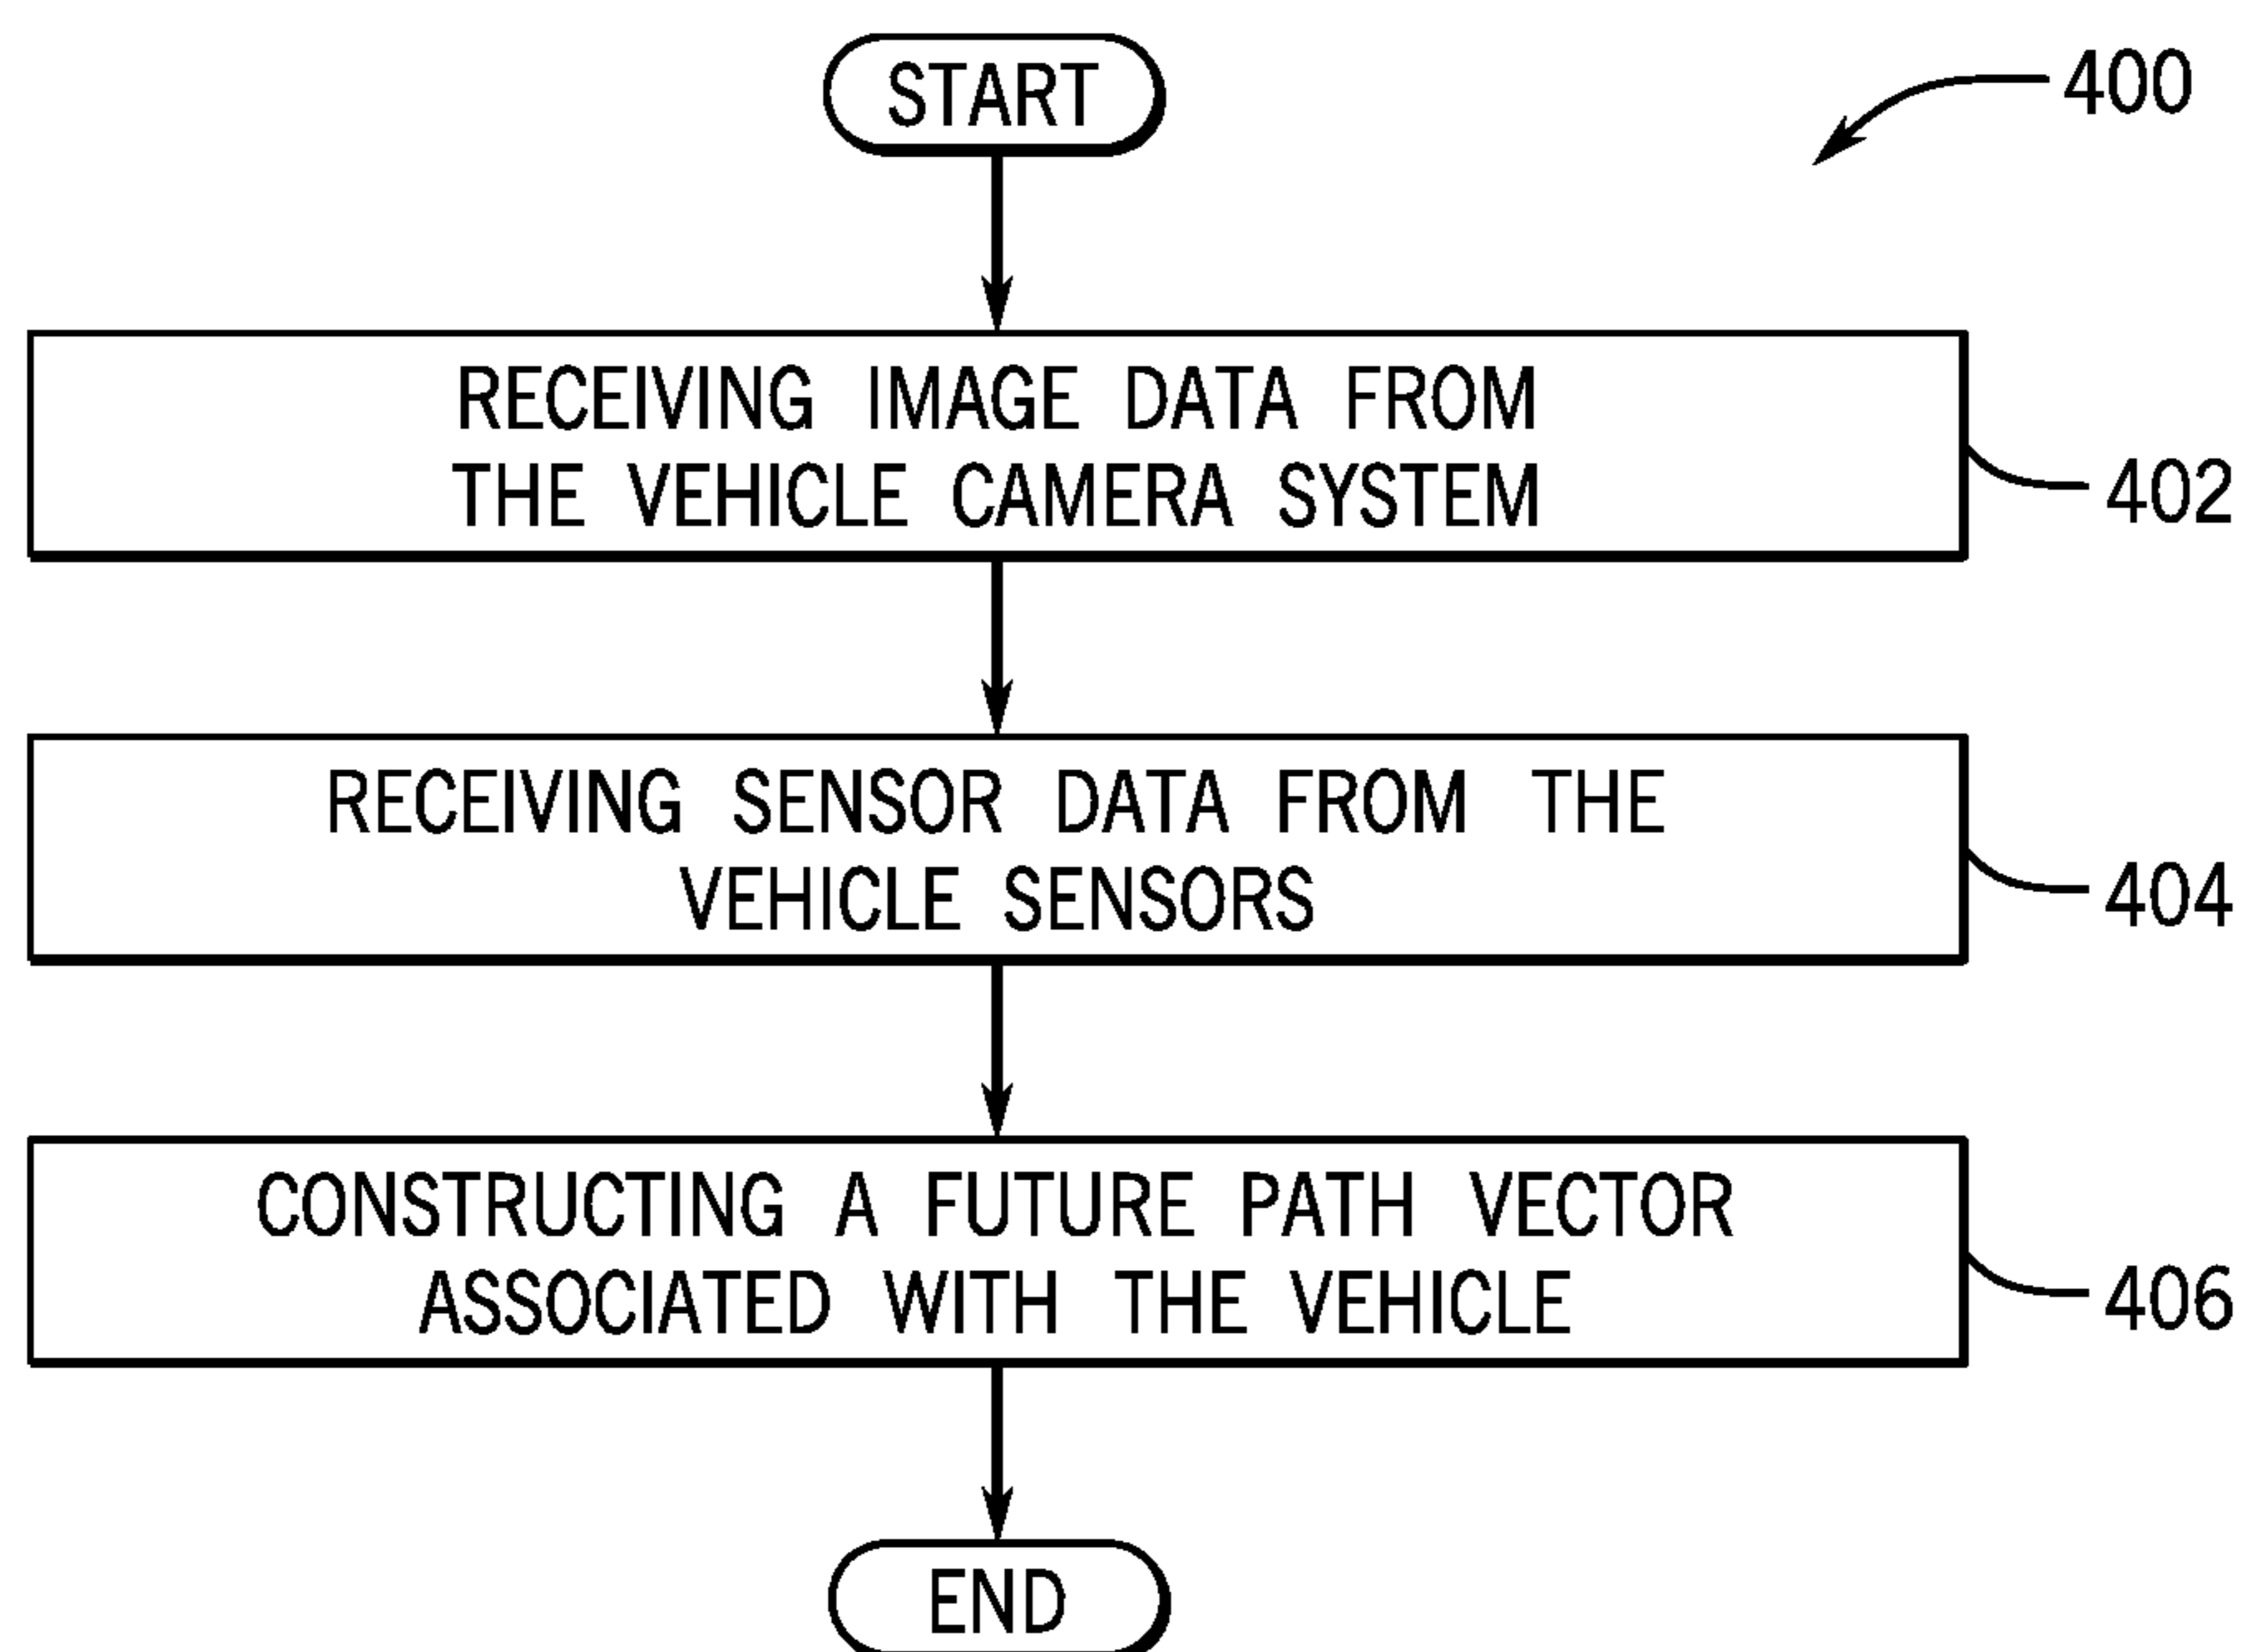 START
400
RECEIVING IMAGE DATA FROM
THE VEHICLE CAMERA SYSTEM
402
RECEIVING SENSOR DATA FROM THE
VEHICLE SENSORS
404
CONSTRUCTING A FUTURE PATH VECTOR
ASSOCIATED WITH THE VEHICLE
406
END